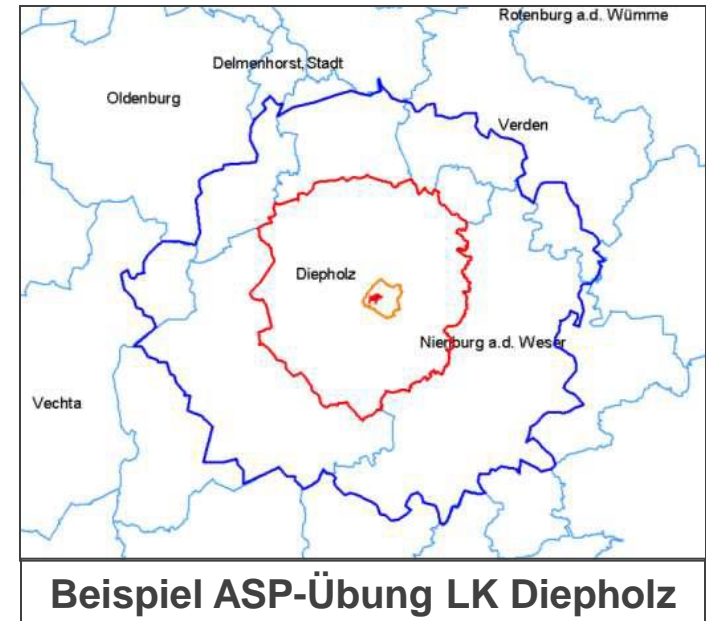 Rotenburg a.d. Wümme
Delmenhorst, Stadt
Oldenburg
Verden
Diepholz
Nienburg a.d. Weser
Vechta
Beispiel ASP-Übung LK Diepholz